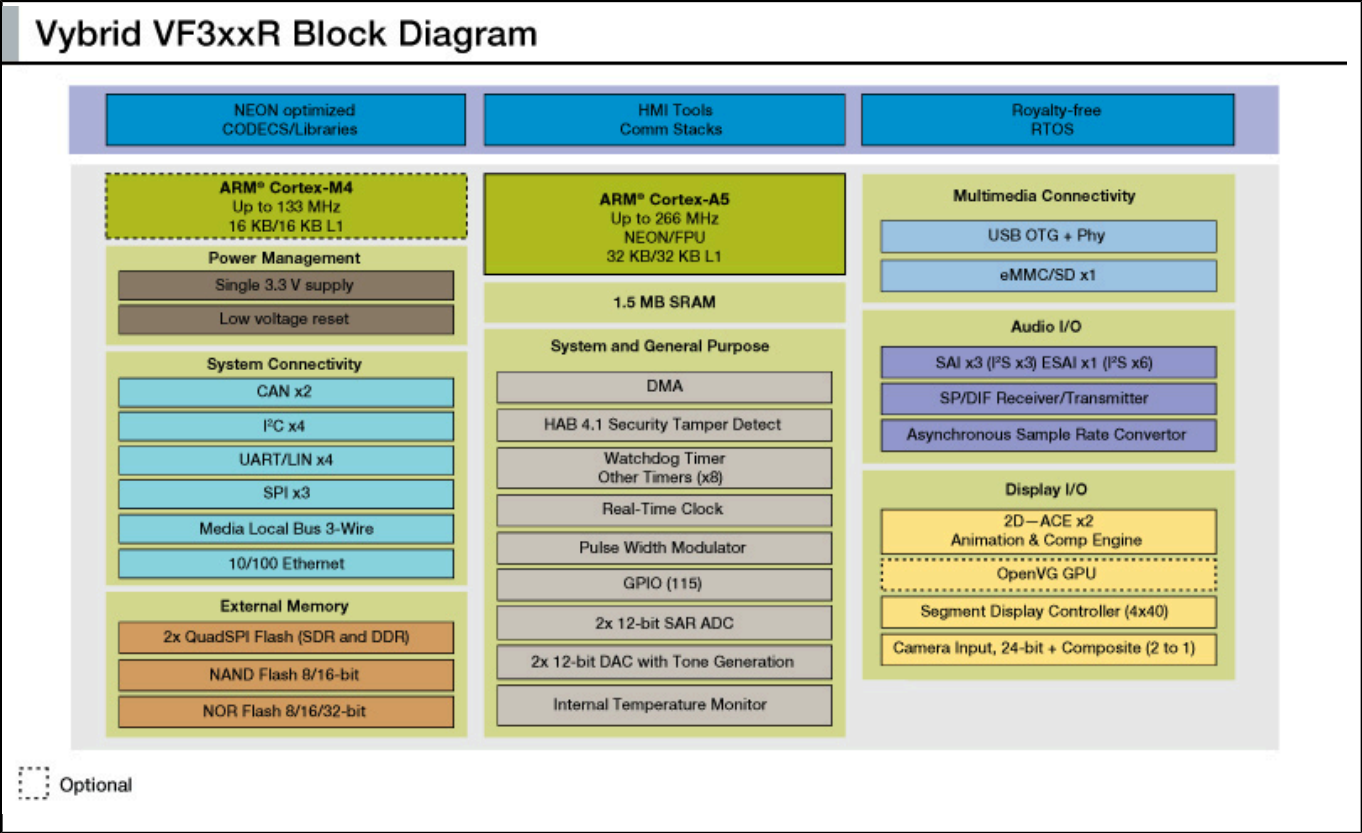 Vybrid VF3xxR Block Diagram
NEON optimized
CODECS/Libraries
HMI Tools
Comm Stacks
Royalty-free
RTOS
ARM® Cortex-M4
Up to 133 MHz
16 KB/16 KB L1
Power Management
Single 3.3 V supply
Low voltage reset
System Connectivity
CAN x2
I²C x4
UART/LIN x4
SPI x3
Media Local Bus 3-Wire
10/100 Ethernet
External Memory
2x QuadSPI Flash (SDR and DDR)
NAND Flash 8/16-bit
NOR Flash 8/16/32-bit
ARM® Cortex-A5
Up to 266 MHz
NEON/FPU
32 KB/32 KB L1
1.5 MB SRAM
System and General Purpose
DMA
HAB 4.1 Security Tamper Detect
Watchdog Timer
Other Timers (x8)
Real-Time Clock
Pulse Width Modulator
GPIO (115)
2x 12-bit SAR ADC
2x 12-bit DAC with Tone Generation
Internal Temperature Monitor
Multimedia Connectivity
USB OTG + Phy
eMMC/SD x1
Audio I/O
SAI x3 (I²S x3) ESAI x1 (I²S x6)
SP/DIF Receiver/Transmitter
Asynchronous Sample Rate Convertor
Display I/O
2D—ACE x2
Animation & Comp Engine
OpenVG GPU
Segment Display Controller (4x40)
Camera Input, 24-bit + Composite (2 to 1)
Optional